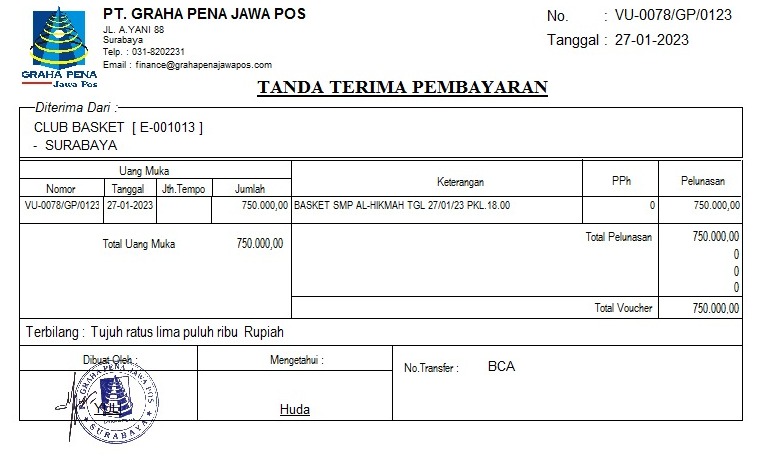 PT. GRAHA PENA JAWA POS
JL. A.YANI 88
Surabaya
Telp. : 031-8202231
Email : finance@grahapenajawapos.com
GRAHA PENA
Jawa Pos
No. : VU-0078/GP/0123
Tanggal : 27-01-2023
TANDA TERIMA PEMBAYARAN
Diterima Dari :
CLUB BASKET [ E-001013 ]
- SURABAYA
Uang Muka Keterangan PPh Pelunasan
Nomor Tanggal Jth.Tempo Jumlah
VU-0078/GP/0123 27-01-2023 750.000,00 BASKET SMP AL-HIKMAH TGL 27/01/23 PKL.18.00 0 750.000,00
Total Uang Muka 750.000,00 Total Pelunasan 750.000,00
0
0
0
Total Voucher 750.000,00
Terbilang : Tujuh ratus lima puluh ribu Rupiah
Dibuat Oleh : Mengetahui : No.Transfer : BCA
GRAHA PENA JAWA POS
SURABAYA
Huda